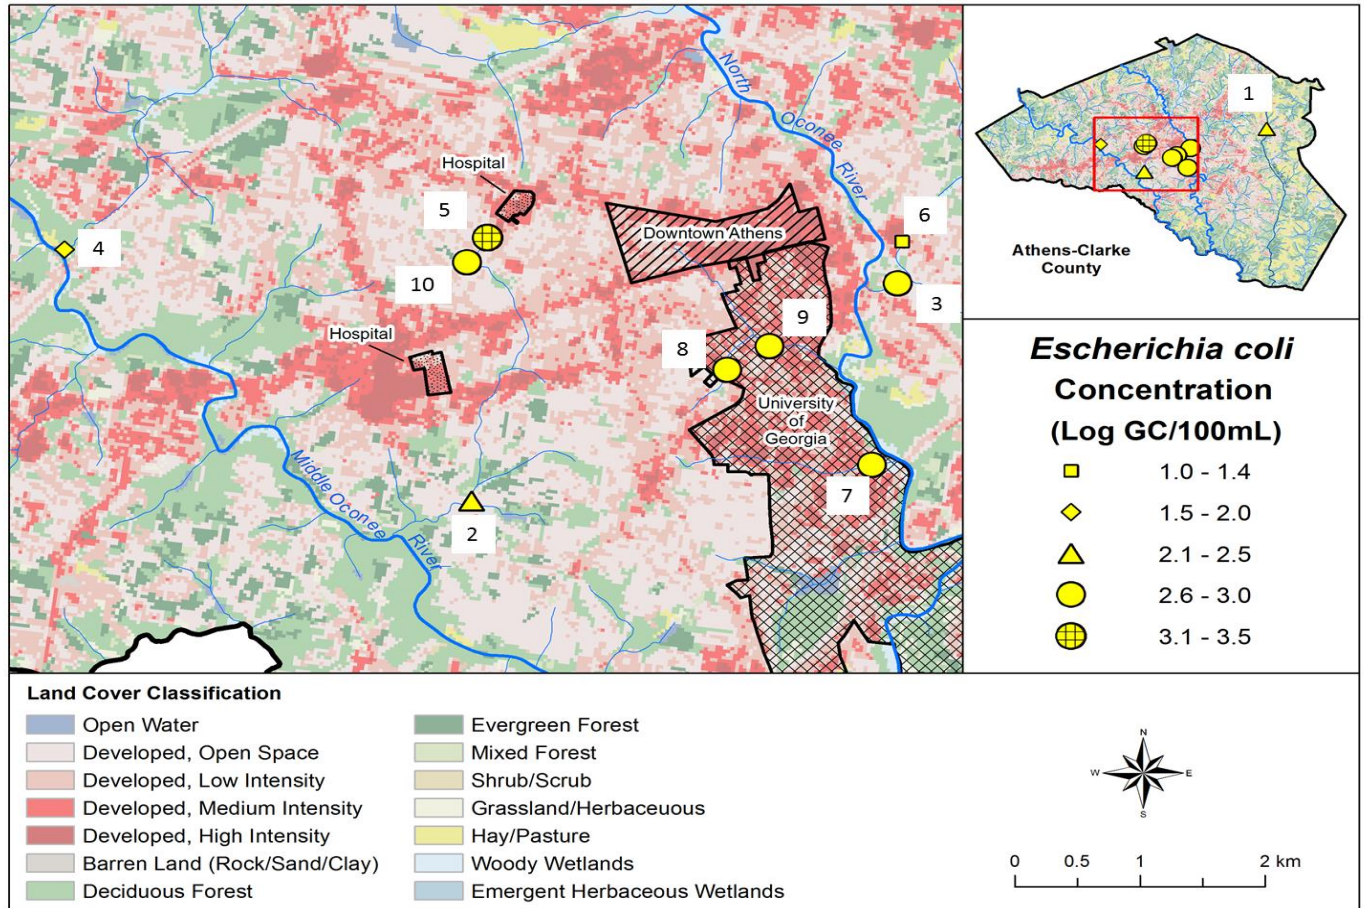 North
Oconee
River
Hospital
5
10
4
Downtown Athens
6
3
9
8
University
of
Georgia
7
Hospital
Middle Oconee
River
2
1
Athens-Clarke
County
Escherichia coli
Concentration
(Log GC/100mL)
1.0 - 1.4
1.5 - 2.0
2.1 - 2.5
2.6 - 3.0
3.1 - 3.5
Land Cover Classification
Open Water
Developed, Open Space
Developed, Low Intensity
Developed, Medium Intensity
Developed, High Intensity
Barren Land (Rock/Sand/Clay)
Deciduous Forest
Evergreen Forest
Mixed Forest
Shrub/Scrub
Grassland/Herbaceuous
Hay/Pasture
Woody Wetlands
Emergent Herbaceous Wetlands
N
W E
S
0 0.5 1 2 km